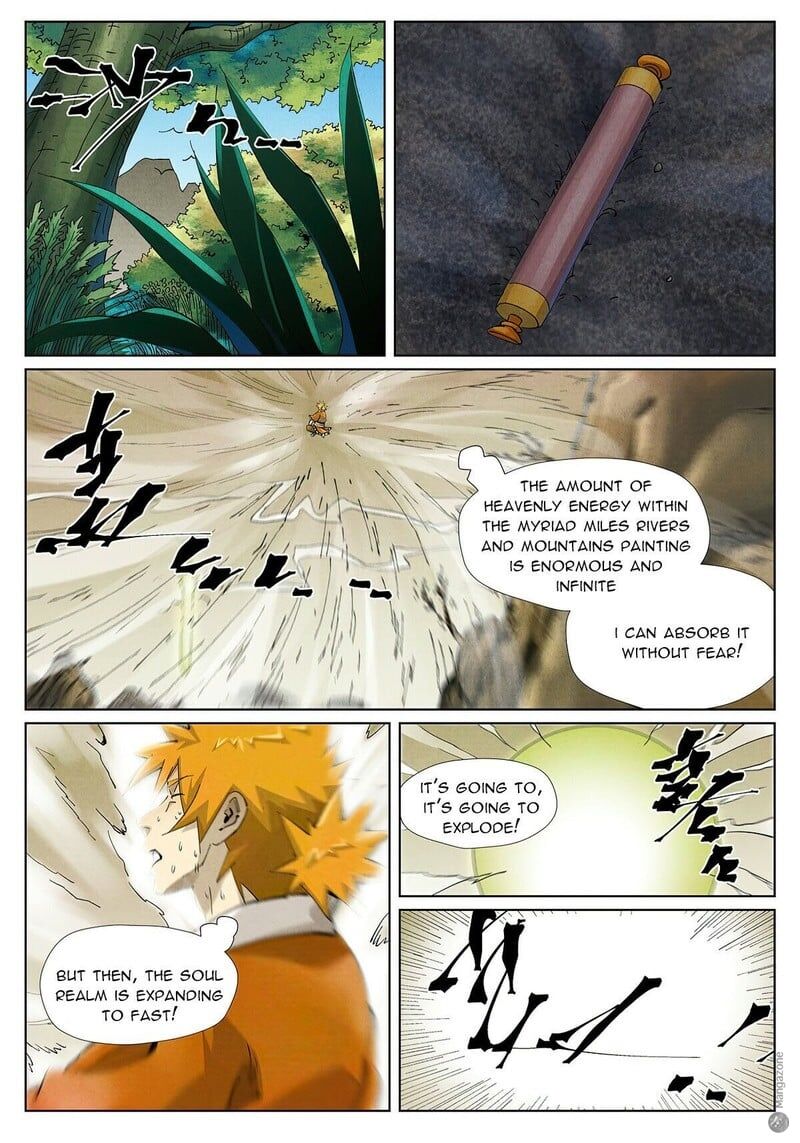 THE AMOUNT OF
HEAVENLY ENERGY WITHIN
THE MYRIAD MILES RIVERS
AND MOUNTAINS PAINTING
IS ENORMOUS AND
INFINITE
I CAN ABSORB IT
WITHOUT FEAR!
BUT THEN, THE SOUL
REALM IS EXPANDING
TO FAST!
IT'S GOING TO,
IT'S GOING TO
EXPLODE!
Mangazone